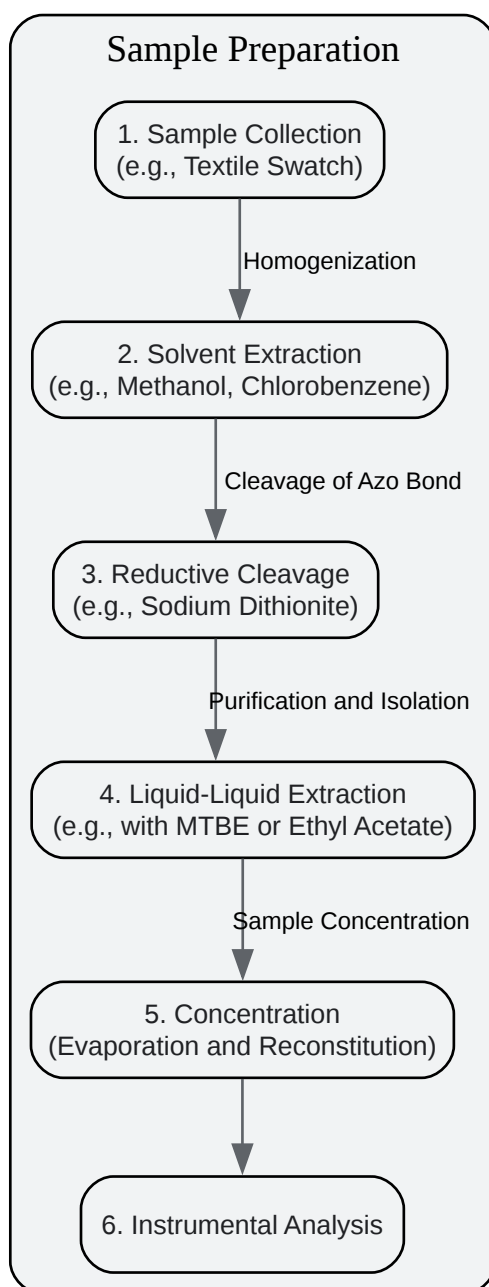 Sample Preparation
1. Sample Collection
(e.g., Textile Swatch)
Homogenization
2. Solvent Extraction
(e.g., Methanol, Chlorobenzene)
Cleavage of Azo Bond
3. Reductive Cleavage
(e.g., Sodium Dithionite)
Purification and Isolation
4. Liquid-Liquid Extraction
(e.g., with MTBE or Ethyl Acetate)
Sample Concentration
5. Concentration
(Evaporation and Reconstitution)
6. Instrumental Analysis